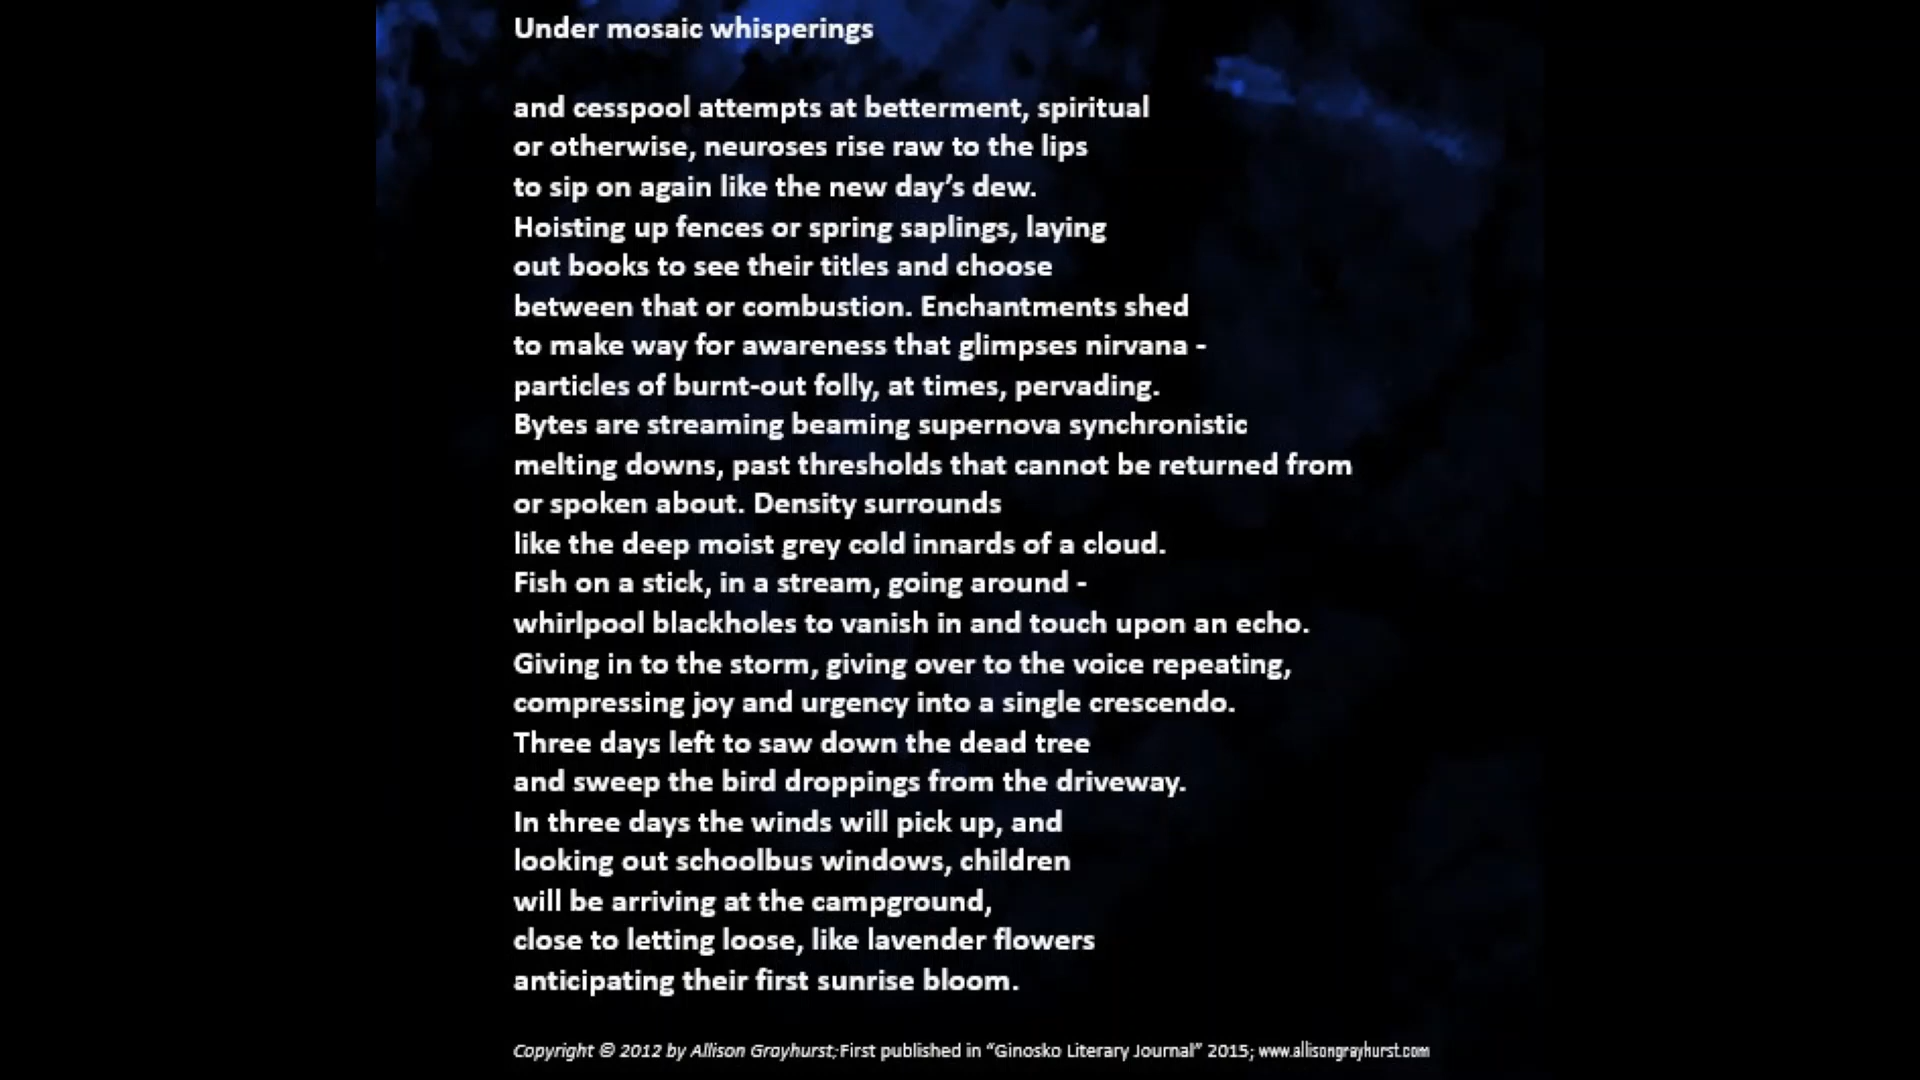 Under mosaic whisperings
and cesspool attempts at betterment, spiritual
or otherwise, neuroses rise raw to the lips
to sip on again like the new day’s dew.
Hoisting up fences or spring saplings, laying
out books to see their titles and choose
between that or combustion. Enchantments shed
to make way for awareness that glimpses nirvana -
particles of burnt-out folly, at times, pervading.
Bytes are streaming beaming supernova synchronistic
melting downs, past thresholds that cannot be returned from
or spoken about. Density surrounds
like the deep moist grey cold innards of a cloud.
Fish on a stick, in a stream, going around -
whirlpool blackholes to vanish in and touch upon an echo.
Giving in to the storm, giving over to the voice repeating,
compressing joy and urgency into a single crescendo.
Three days left to saw down the dead tree
and sweep the bird droppings from the driveway.
In three days the winds will pick up, and
looking out schoolbus windows, children
will be arriving at the campground,
close to letting loose, like lavender flowers
anticipating their first sunrise bloom.
Copyright © 2012 by Allison Grayhurst; First published in “Ginosko Literary Journal” 2015; www.allisongrayhurst.com